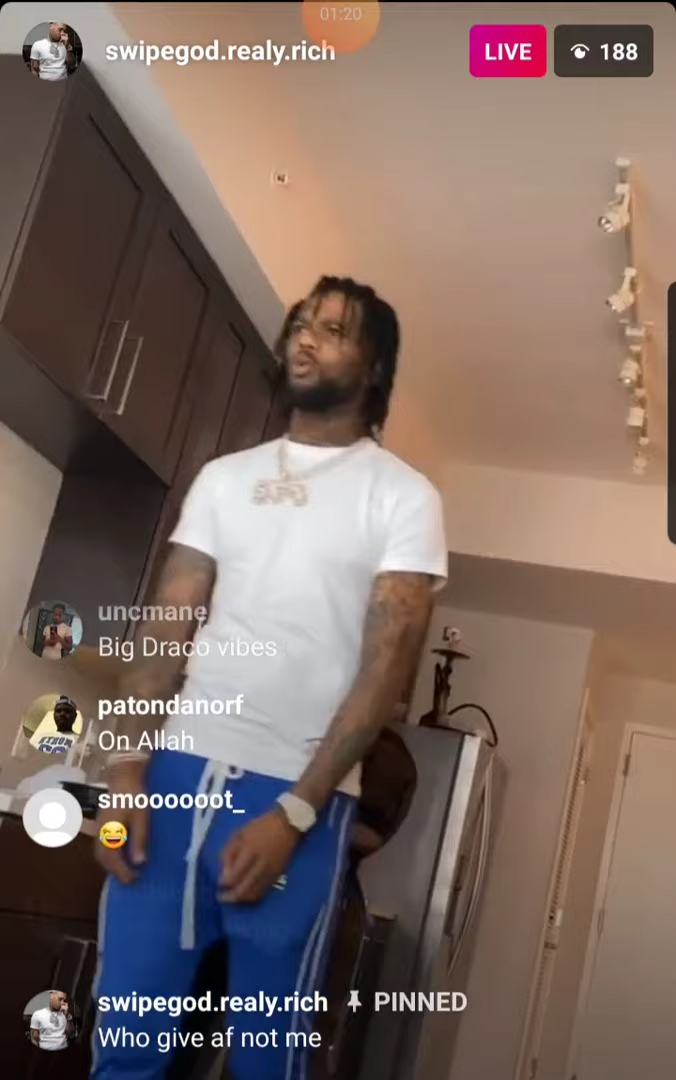 01:20
swipegod.realy.rich
LIVE
188
uncmane
Big Draco vibes
patondanorf
On Allah
smoooooot_
😂
swipegod.realy.rich PINNED
Who give af not me